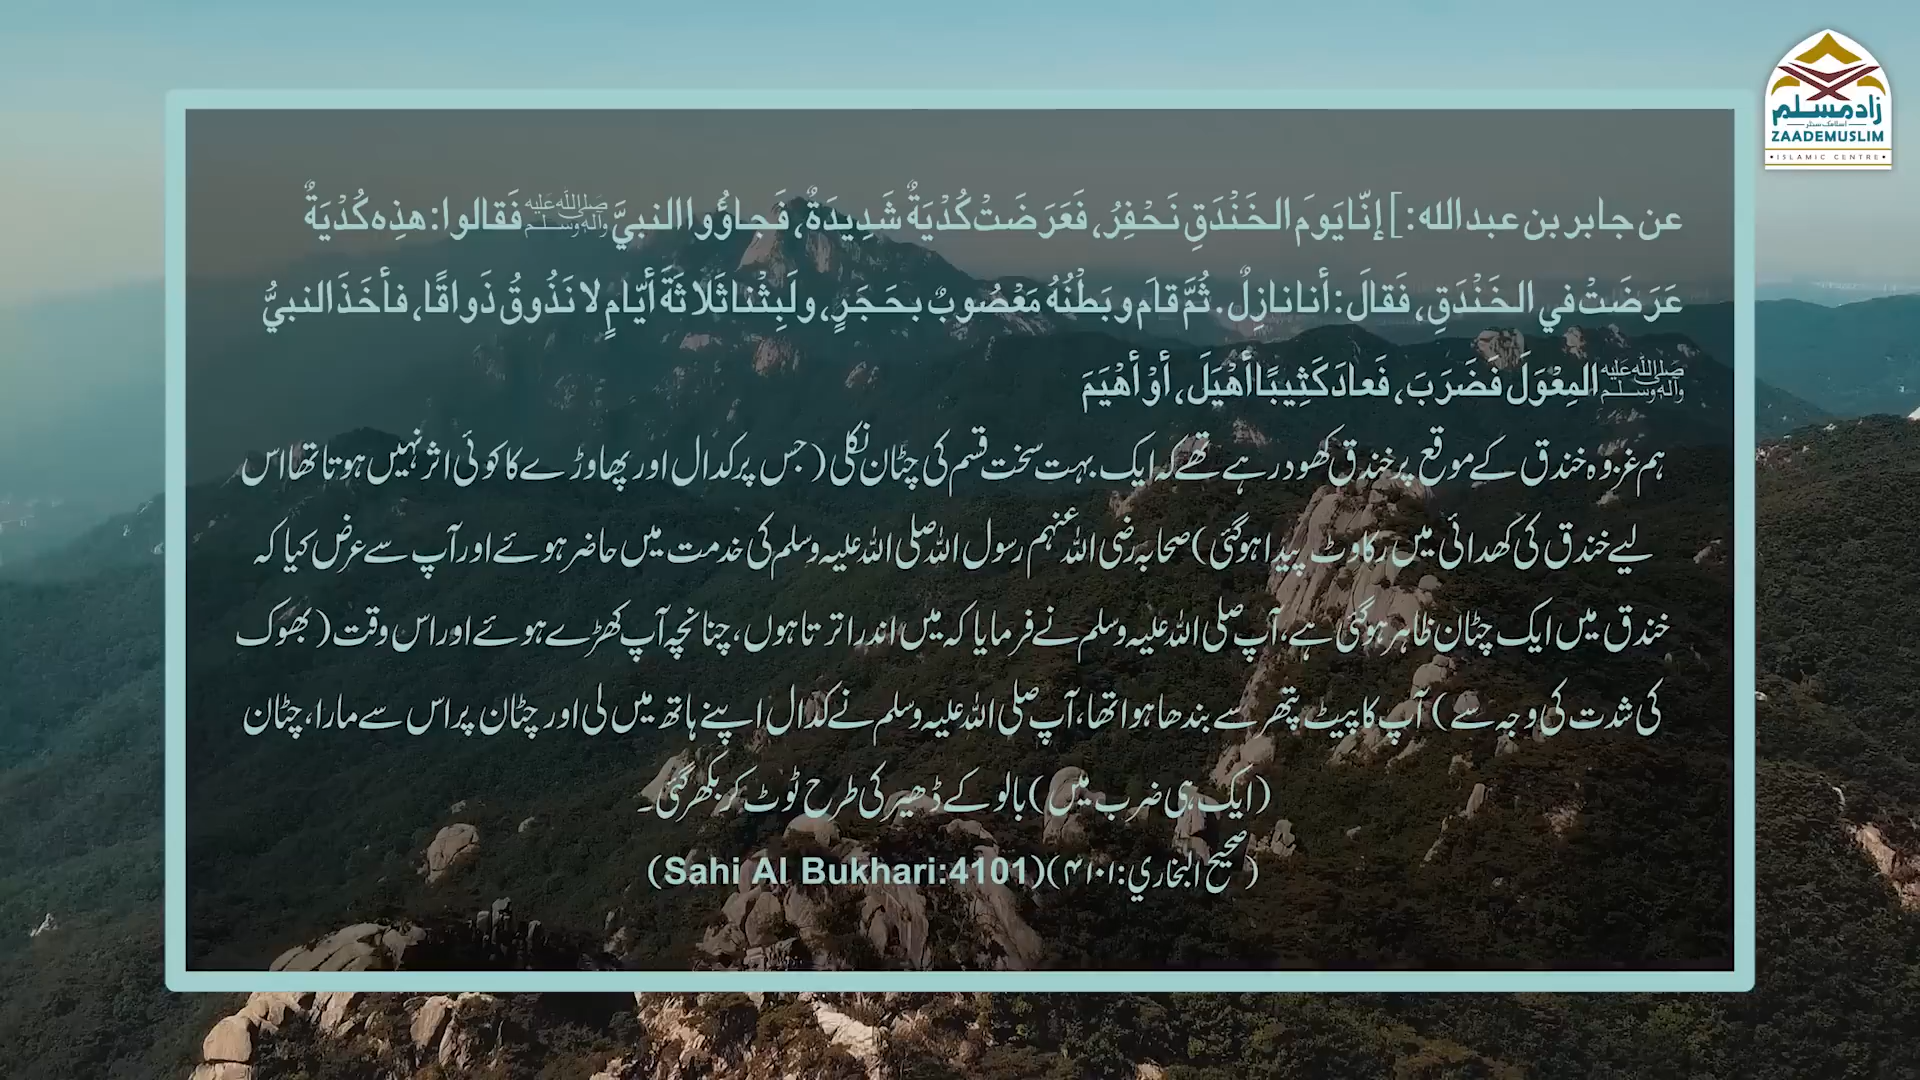 زادمسلم
اسلامک سنٹر
ZAADEMUSLIM
• ISLAMIC CENTRE •
عن جابر بن عبدالله: ] إنّا يَومَ الخَنْدَقِ نَحْفِرُ، فَعَرَضَتْ كُدْيَةٌ شَدِيدَةٌ، فَجاؤُوا النبيَّ ﷺ فَقالوا: هذِه كُدْيَةٌ
عَرَضَتْ في الخَنْدَقِ، فَقالَ: أنا نازِلٌ. ثُمَّ قامَ وبَطْنُهُ مَعْصُوبٌ بحَجَرٍ، ولَبِثْنا ثَلاثَةَ أيّامٍ لا نَذُوقُ ذَواقًا، فأخَذَ النبيُّ
ﷺ المِعْوَلَ فَضَرَبَ، فَعادَ كَثِيبًا أهْيَلَ، أوْ أهْيَمَ
ہم غزوہ خندق کے موقع پر خندق کھود رہے تھے کہ ایک بہت سخت قسم کی چٹان نکلی (جس پر کدال اور پھاوڑے کا کوئی اثر نہیں ہوتا تھا اس
لیے خندق کی کھدائی میں رکاوٹ پیدا ہوگئی) صحابہ رضی اللہ عنہم رسول اللہ صلی اللہ علیہ وسلم کی خدمت میں حاضر ہوئے اور آپ سے عرض کیا کہ
خندق میں ایک چٹان ظاہر ہوگئی ہے، آپ صلی اللہ علیہ وسلم نے فرمایا کہ میں اندر اترتا ہوں، چنانچہ آپ کھڑے ہوئے اور اس وقت (بھوک
کی شدت کی وجہ سے) آپ کا پیٹ پتھر سے بندھا ہوا تھا، آپ صلی اللہ علیہ وسلم نے کدال اپنے ہاتھ میں لی اور چٹان پر اس سے مارا، چٹان
(ایک ہی ضرب میں) بالو کے ڈھیر کی طرح ٹوٹ کر بکھر گئی۔
(صحیح البخاري: ۴۱۰۱)(Sahi Al Bukhari:4101)